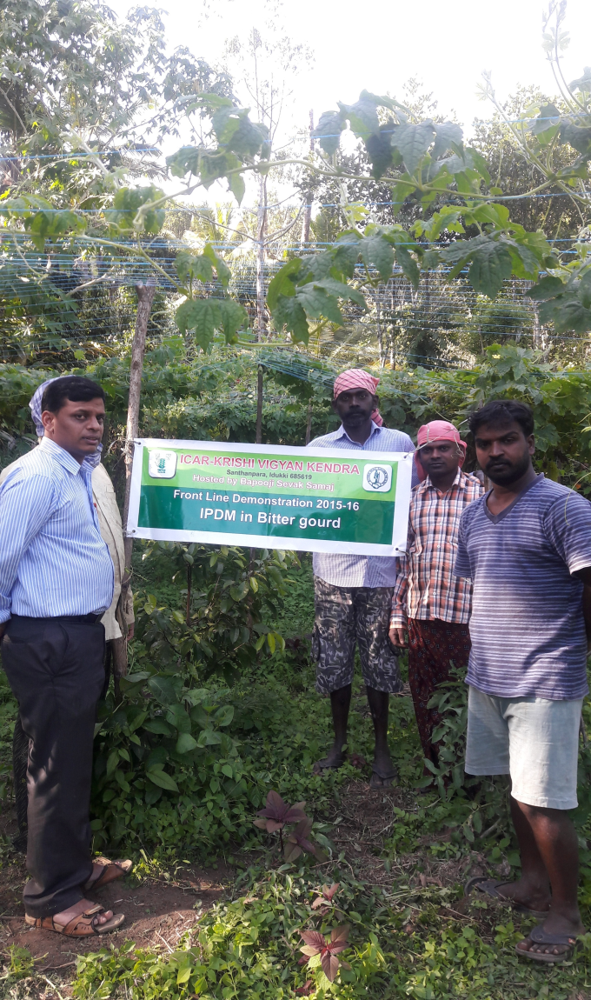 ICAR-KRISHI VIGYAN KENDRA
Santhanpara, Idukki 685619
Hosted by Bapooji Sevak Samaj
Front Line Demonstration 2015-16
IPDM in Bitter gourd